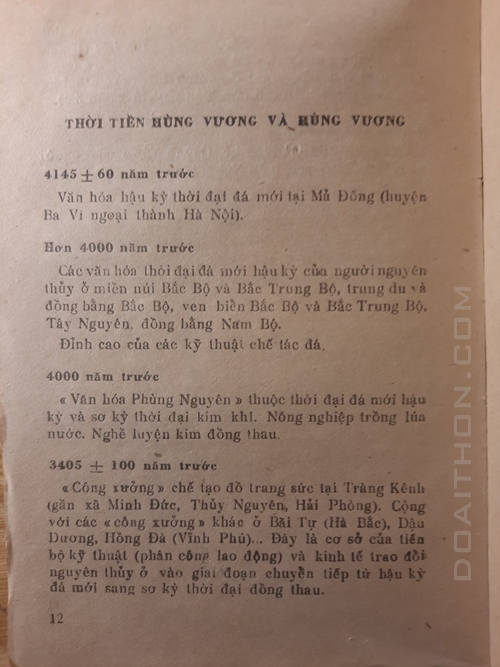 THỜI TIỀN HÙNG VƯƠNG VÀ HÙNG VƯƠNG
4145 ± 60 năm trước
Văn hóa hậu kỳ thời đại đá mới tại Mả Đống (huyện
Ba Vì ngoại thành Hà Nội).
Hơn 4000 năm trước
Các văn hóa thời đại đá mới hậu kỳ của người nguyên
thủy ở miền núi Bắc Bộ và Bắc Trung Bộ, trung du và
đồng bằng Bắc Bộ, ven biển Bắc Bộ và Bắc Trung Bộ,
Tây Nguyên, đồng bằng Nam Bộ.
Đỉnh cao của các kỹ thuật chế tác đá.
4000 năm trước
« Văn hóa Phùng Nguyên » thuộc thời đại đá mới hậu
kỳ và sơ kỳ thời đại kim khí. Nông nghiệp trồng lúa
nước. Nghề luyện kim đồng thau.
3405 ± 100 năm trước
« Công xưởng » chế tạo đồ trang sức tại Tràng Kênh
(gần xã Minh Đức, Thủy Nguyên, Hải Phòng). Cộng
với các « công xưởng » khác ở Bãi Tự (Hà Bắc), Dậu
Dương, Hồng Đà (Vĩnh Phú)... Đây là cơ sở của tiến
bộ kỹ thuật (phân công lao động) và kinh tế trao đổi
nguyên thủy ở vào giai đoạn chuyển tiếp từ hậu kỳ
đá mới sang sơ kỳ thời đại đồng thau.
12
DOAITHON.COM